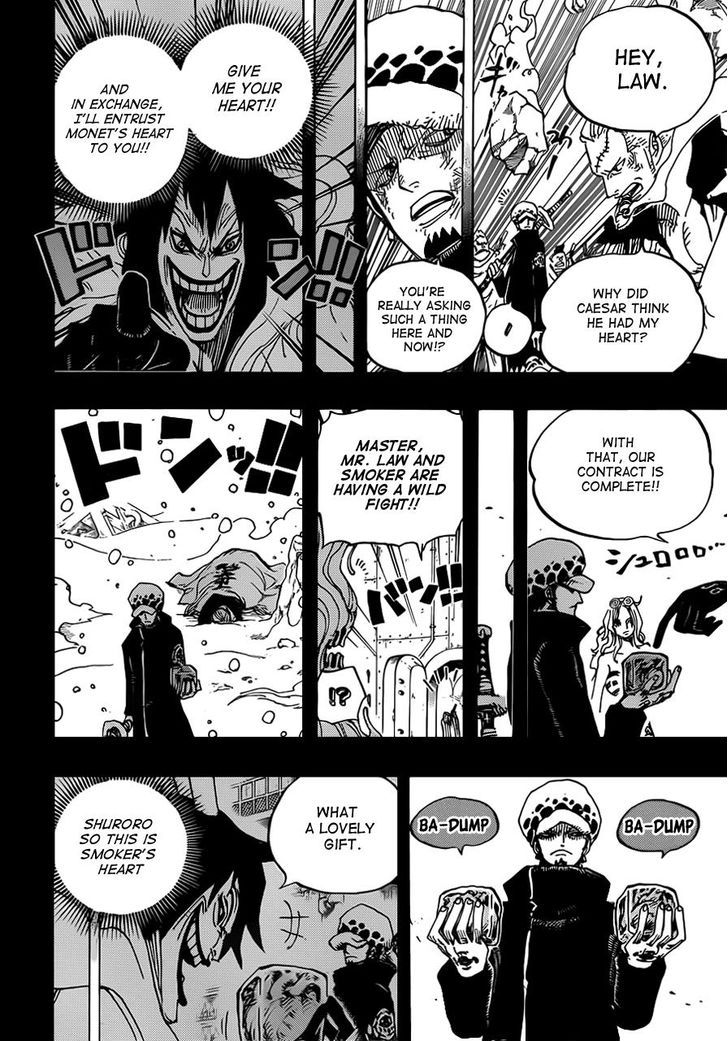 HEY,
LAW.
WHY DID
CAESAR THINK
HE HAD MY
HEART?
YOU'RE
REALLY ASKING
SUCH A THING
HERE AND
NOW!?
GIVE
ME YOUR
HEART!!
AND
IN EXCHANGE,
I'LL ENTRUST
MONET'S HEART
TO YOU!!
ドン!!
WITH
THAT, OUR
CONTRACT IS
COMPLETE!!
シュロロロ…
MASTER,
MR. LAW AND
SMOKER ARE
HAVING A WILD
FIGHT!!
バン!!
!?
ドン!!
BA-DUMP
BA-DUMP
WHAT
A LOVELY
GIFT.
SHURORO
SO THIS IS
SMOKER'S
HEART